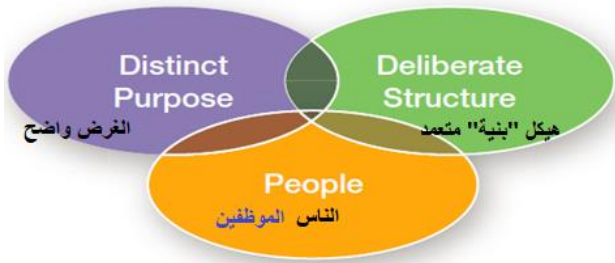 Distinct
Purpose
الغرض واضح
Deliberate
Structure
هيكل "بنية" متعمد
People
الناس الموظفين